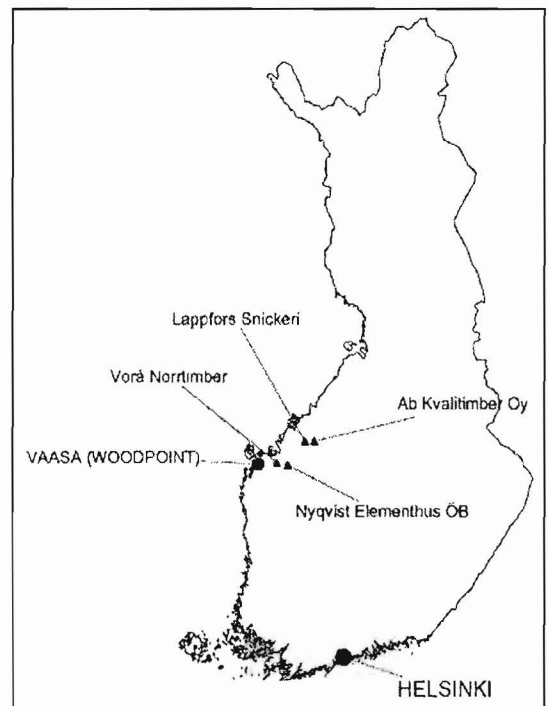 Lappfors Snickeri
Vorå Norrtimber
Ab Kvalitimber Oy
VAASA (WOODPOINT)
Nyqvist Elementhus ÖB
HELSINKI